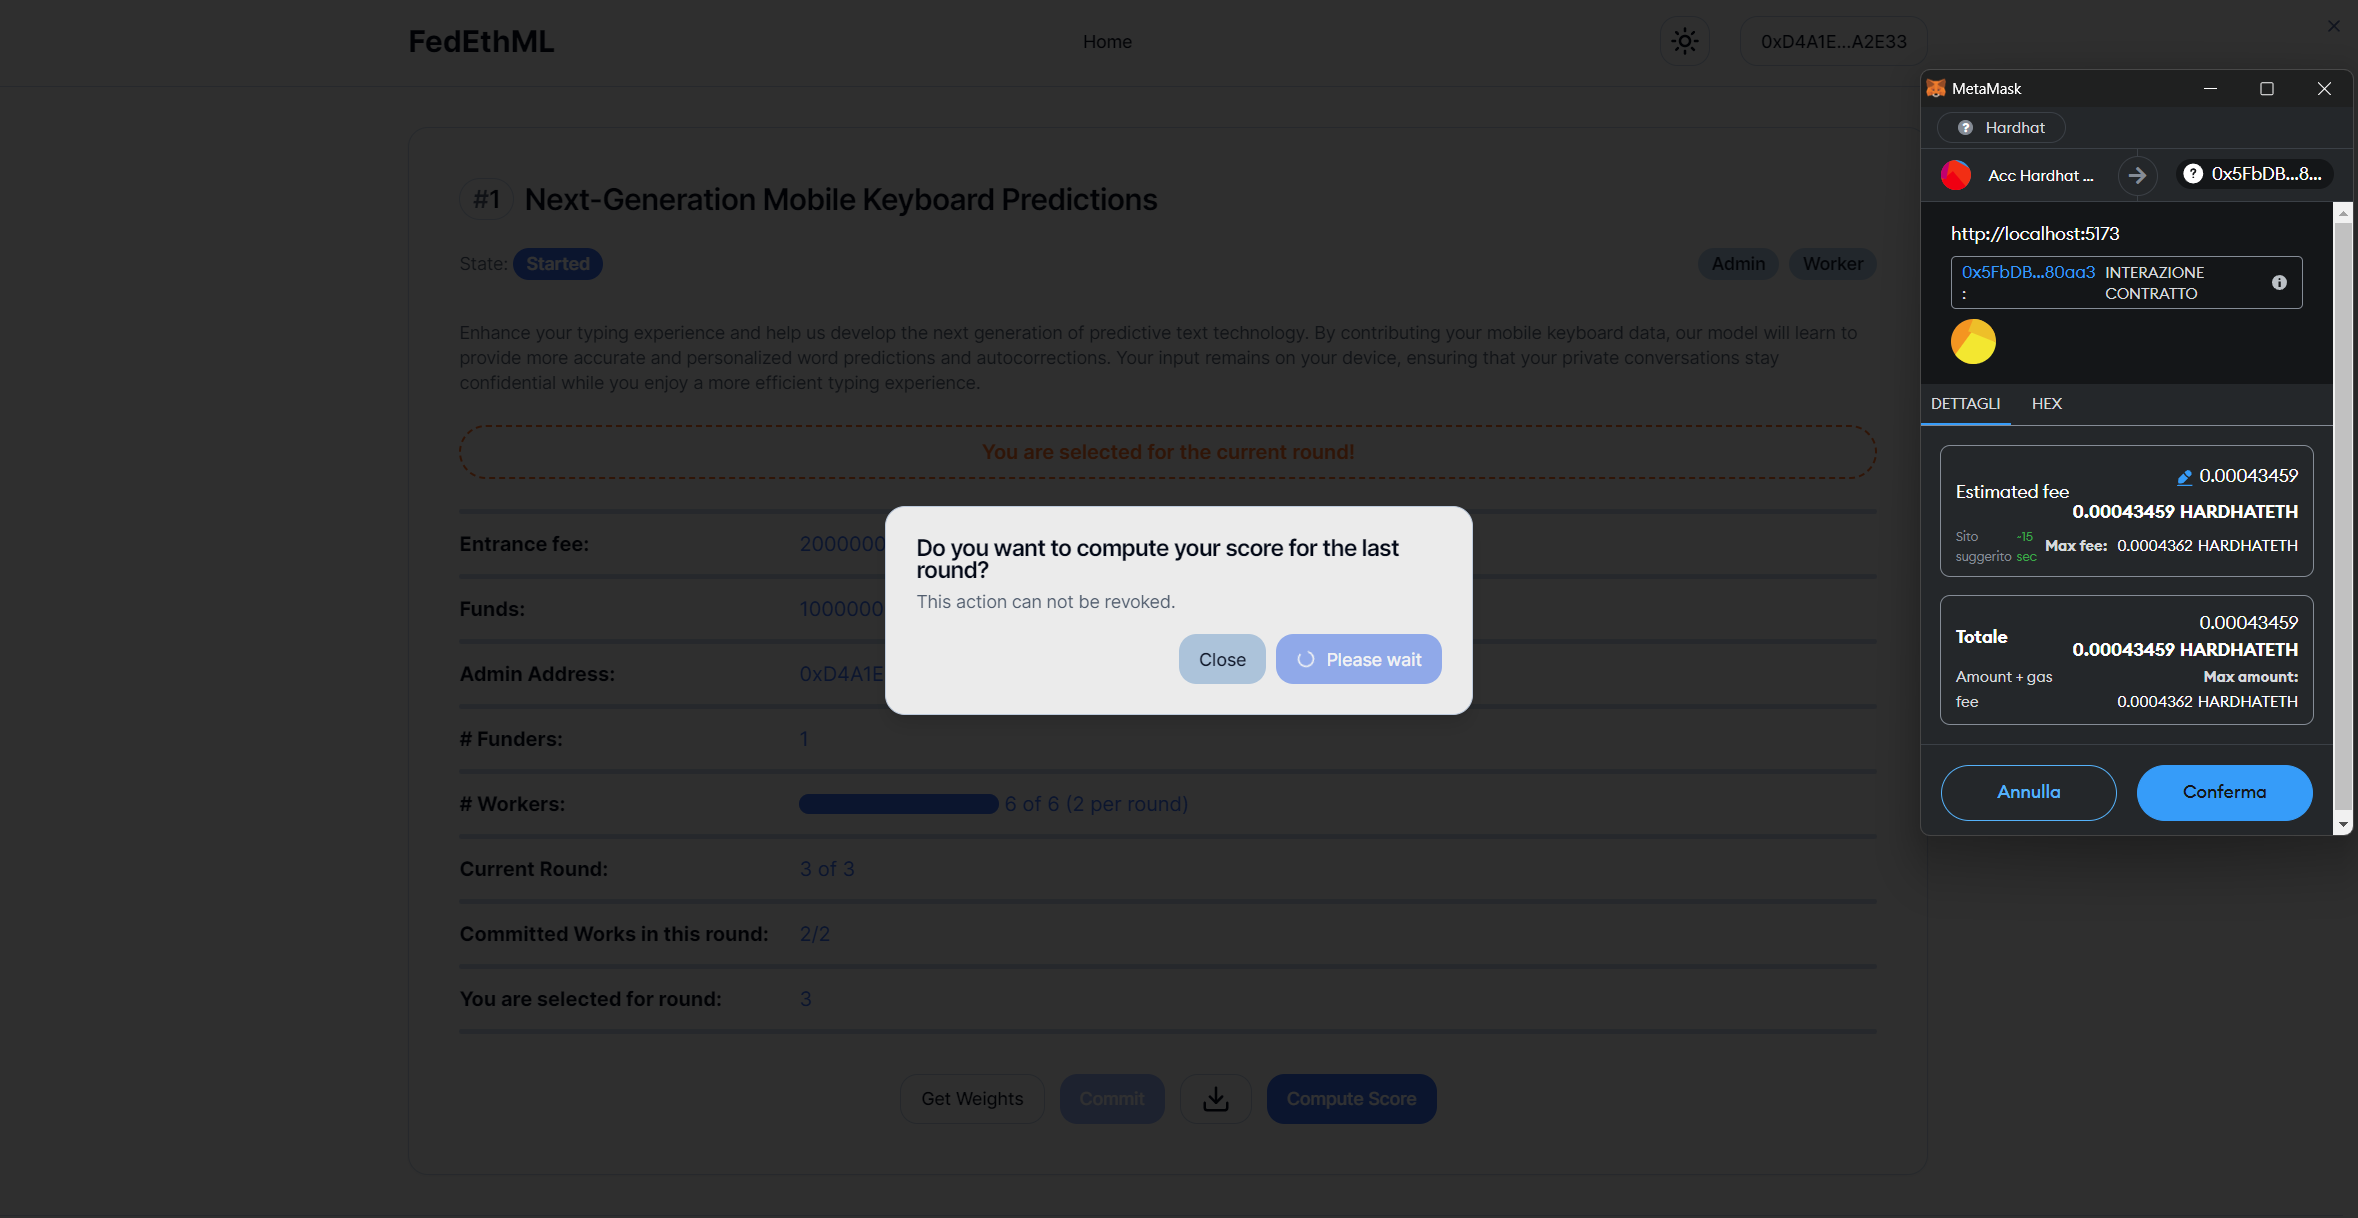 FedEthML
Home
0xD4A1E...A2E33
#1 Next-Generation Mobile Keyboard Predictions
State: Started
Admin
Worker
Enhance your typing experience and help us develop the next generation of predictive text technology. By contributing your mobile keyboard data, our model will learn to
provide more accurate and personalized word predictions and autocorrections. Your input remains on your device, ensuring that your private conversations stay
confidential while you enjoy a more efficient typing experience.
You are selected for the current round!
Entrance fee: 2000000
Funds: 1000000
Admin Address: 0xD4A1E
# Funders: 1
# Workers: 6 of 6 (2 per round)
Current Round: 3 of 3
Committed Works in this round: 2/2
You are selected for round: 3
Get Weights
Commit
Compute Score
Do you want to compute your score for the last
round?
This action can not be revoked.
Close
Please wait
MetaMask
Hardhat
Acc Hardhat ...
0x5FbDB...8...
http://localhost:5173
0x5FbDB...80aa3 INTERAZIONE
: CONTRATTO
DETTAGLI
HEX
0.00043459
Estimated fee
0.00043459 HARDHATETH
Sito
suggerito
~15
sec
Max fee: 0.0004362 HARDHATETH
0.00043459
Totale
0.00043459 HARDHATETH
Amount + gas
fee
Max amount:
0.0004362 HARDHATETH
Annulla
Conferma